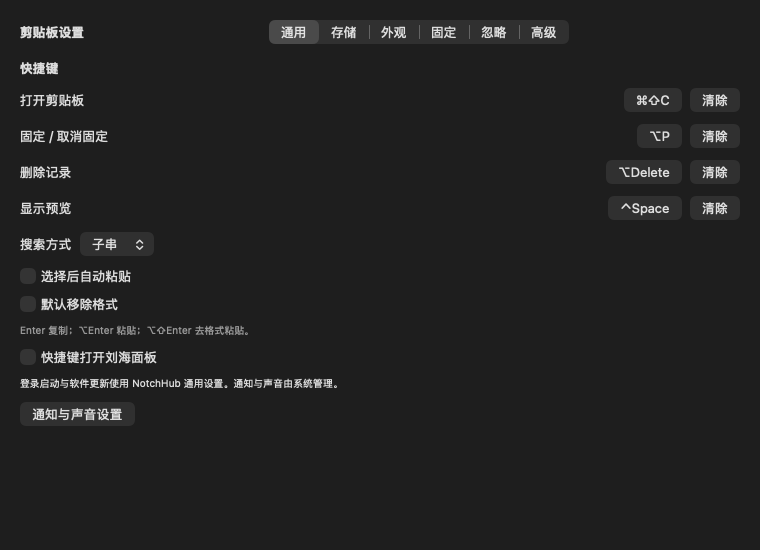 剪贴板设置 通用 存储 外观 固定 忽略 高级
快捷键
打开剪贴板 ⌘⇧C 清除
固定 / 取消固定 ⌥P 清除
删除记录 ⌥Delete 清除
显示预览 ^Space 清除
搜索方式 子串
选择后自动粘贴
默认移除格式
Enter 复制；⌥Enter 粘贴；⌥⇧Enter 去格式粘贴。
快捷键打开刘海面板
登录启动与软件更新使用 NotchHub 通用设置。通知与声音由系统管理。
通知与声音设置